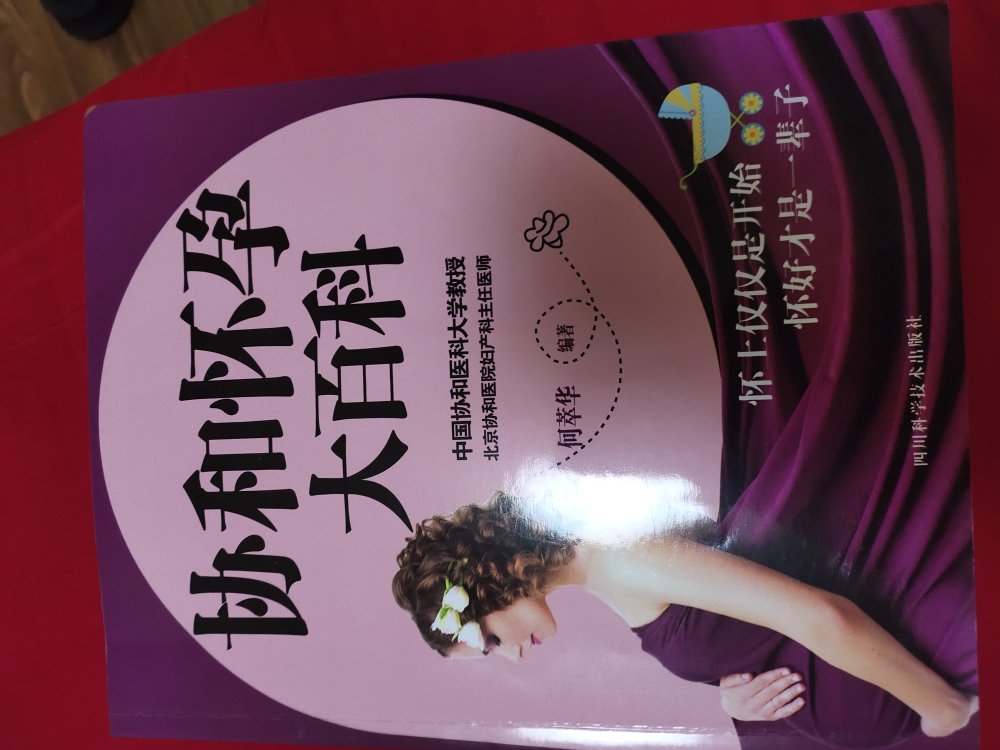 协和怀孕
大百科
中国协和医科大学教授
北京协和医院妇产科主任医师
何萃华 编著
怀上仅仅是开始
怀好才是一辈子
四川科学技术出版社